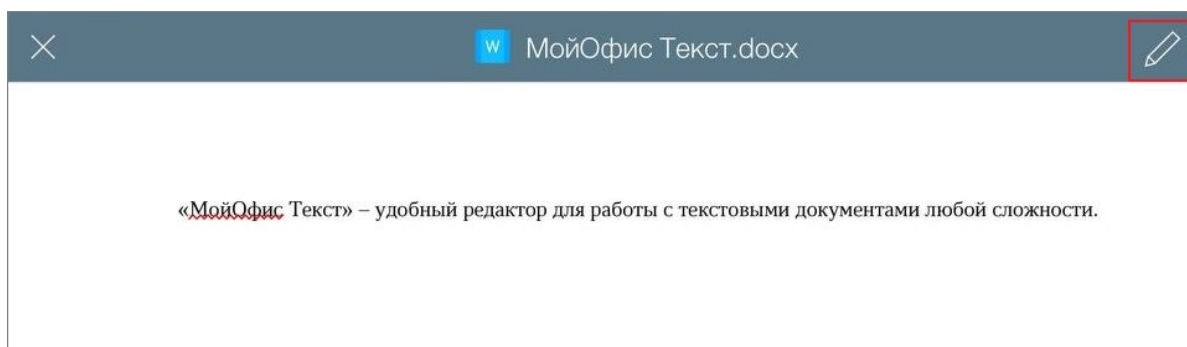 W МойОфис Текст.docx
«МойОфис Текст» – удобный редактор для работы с текстовыми документами любой сложности.